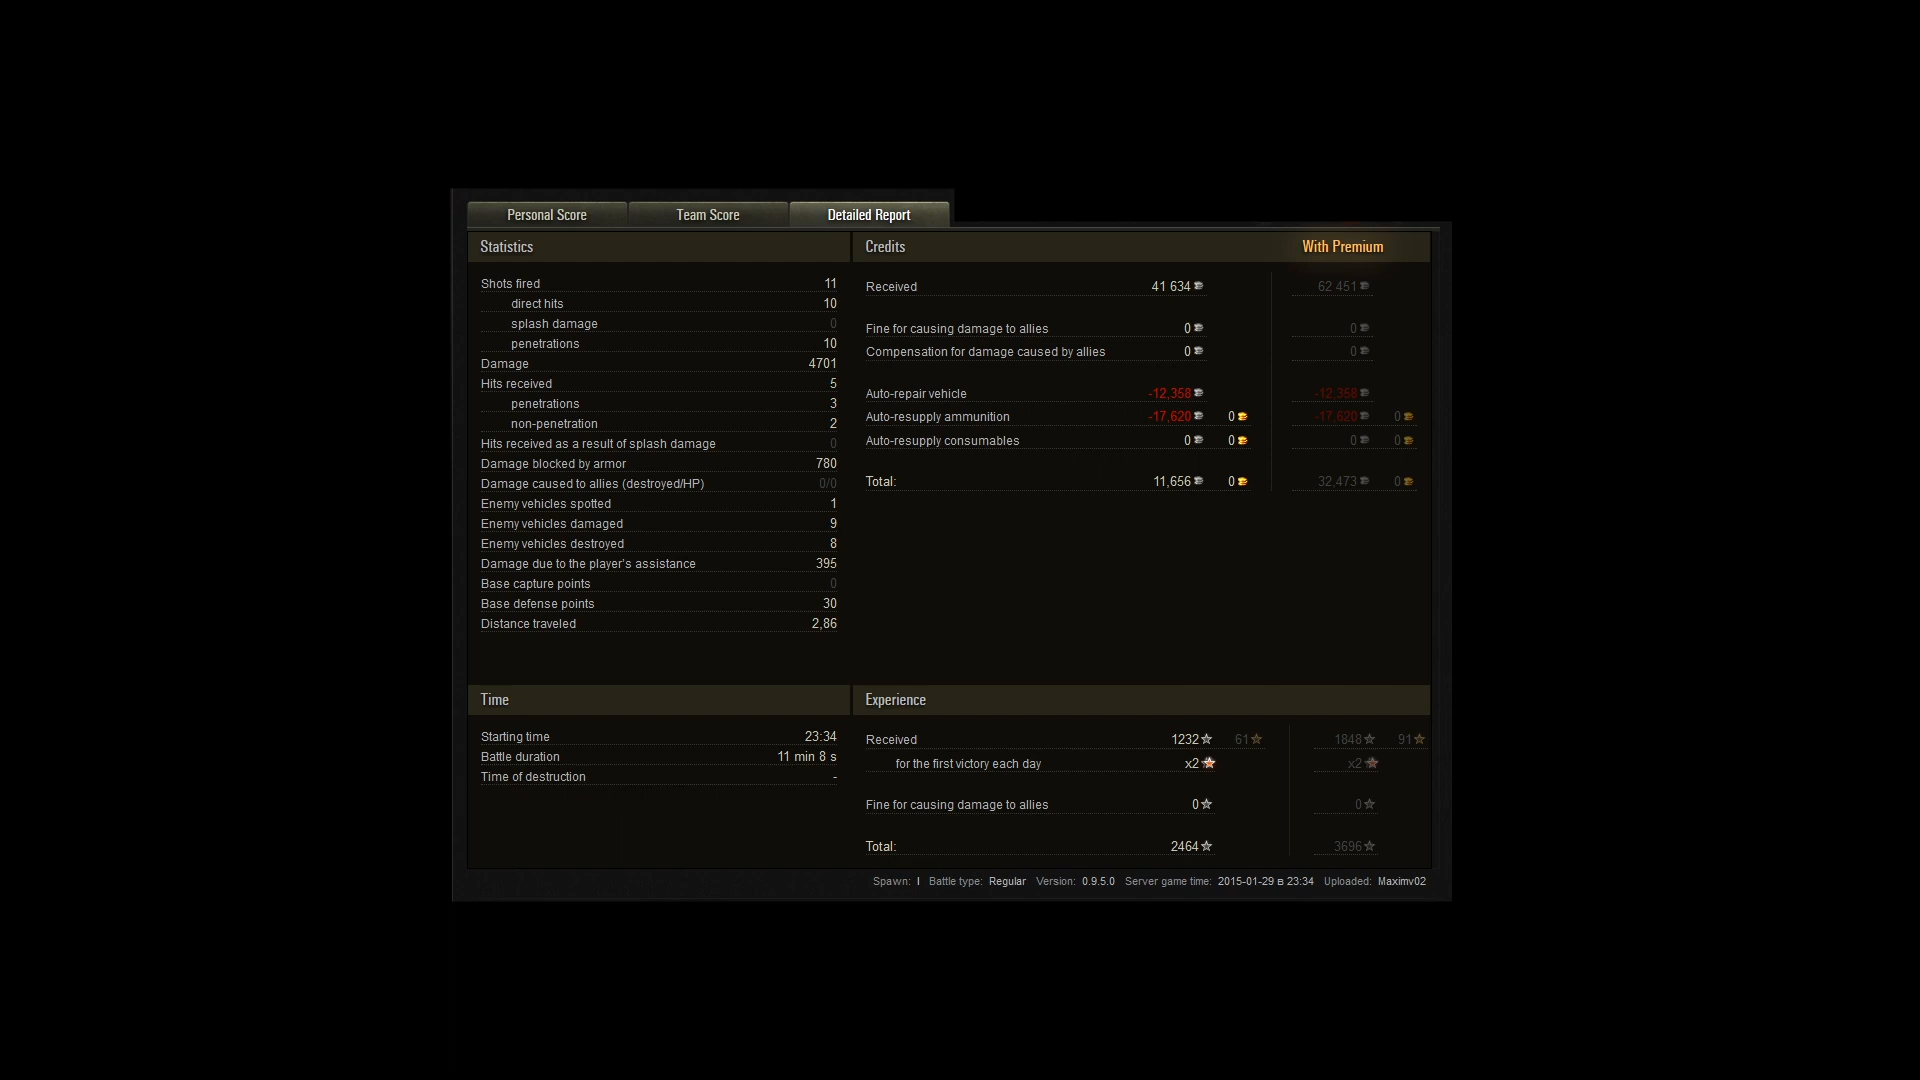 Personal Score Team Score Detailed Report
Statistics
Shots fired 11
direct hits 10
splash damage 0
penetrations 10
Damage 4701
Hits received 5
penetrations 3
non-penetration 2
Hits received as a result of splash damage 0
Damage blocked by armor 780
Damage caused to allies (destroyed/HP) 0/0
Enemy vehicles spotted 1
Enemy vehicles damaged 9
Enemy vehicles destroyed 8
Damage due to the player's assistance 395
Base capture points 0
Base defense points 30
Distance traveled 2,86
Credits With Premium
Received 41 634 62 451
Fine for causing damage to allies 0 0
Compensation for damage caused by allies 0 0
Auto-repair vehicle -12,358 -12,358
Auto-resupply ammunition -17,620 0 -17,620 0
Auto-resupply consumables 0 0 0 0
Total: 11,656 0 32,473 0
Time
Starting time 23:34
Battle duration 11 min 8 s
Time of destruction -
Experience
Received 1232 61 1848 91
for the first victory each day x2 x2
Fine for causing damage to allies 0 0
Total: 2464 3696
Spawn: I Battle type: Regular Version: 0.9.5.0 Server game time: 2015-01-29 в 23:34 Uploaded: Maximv02